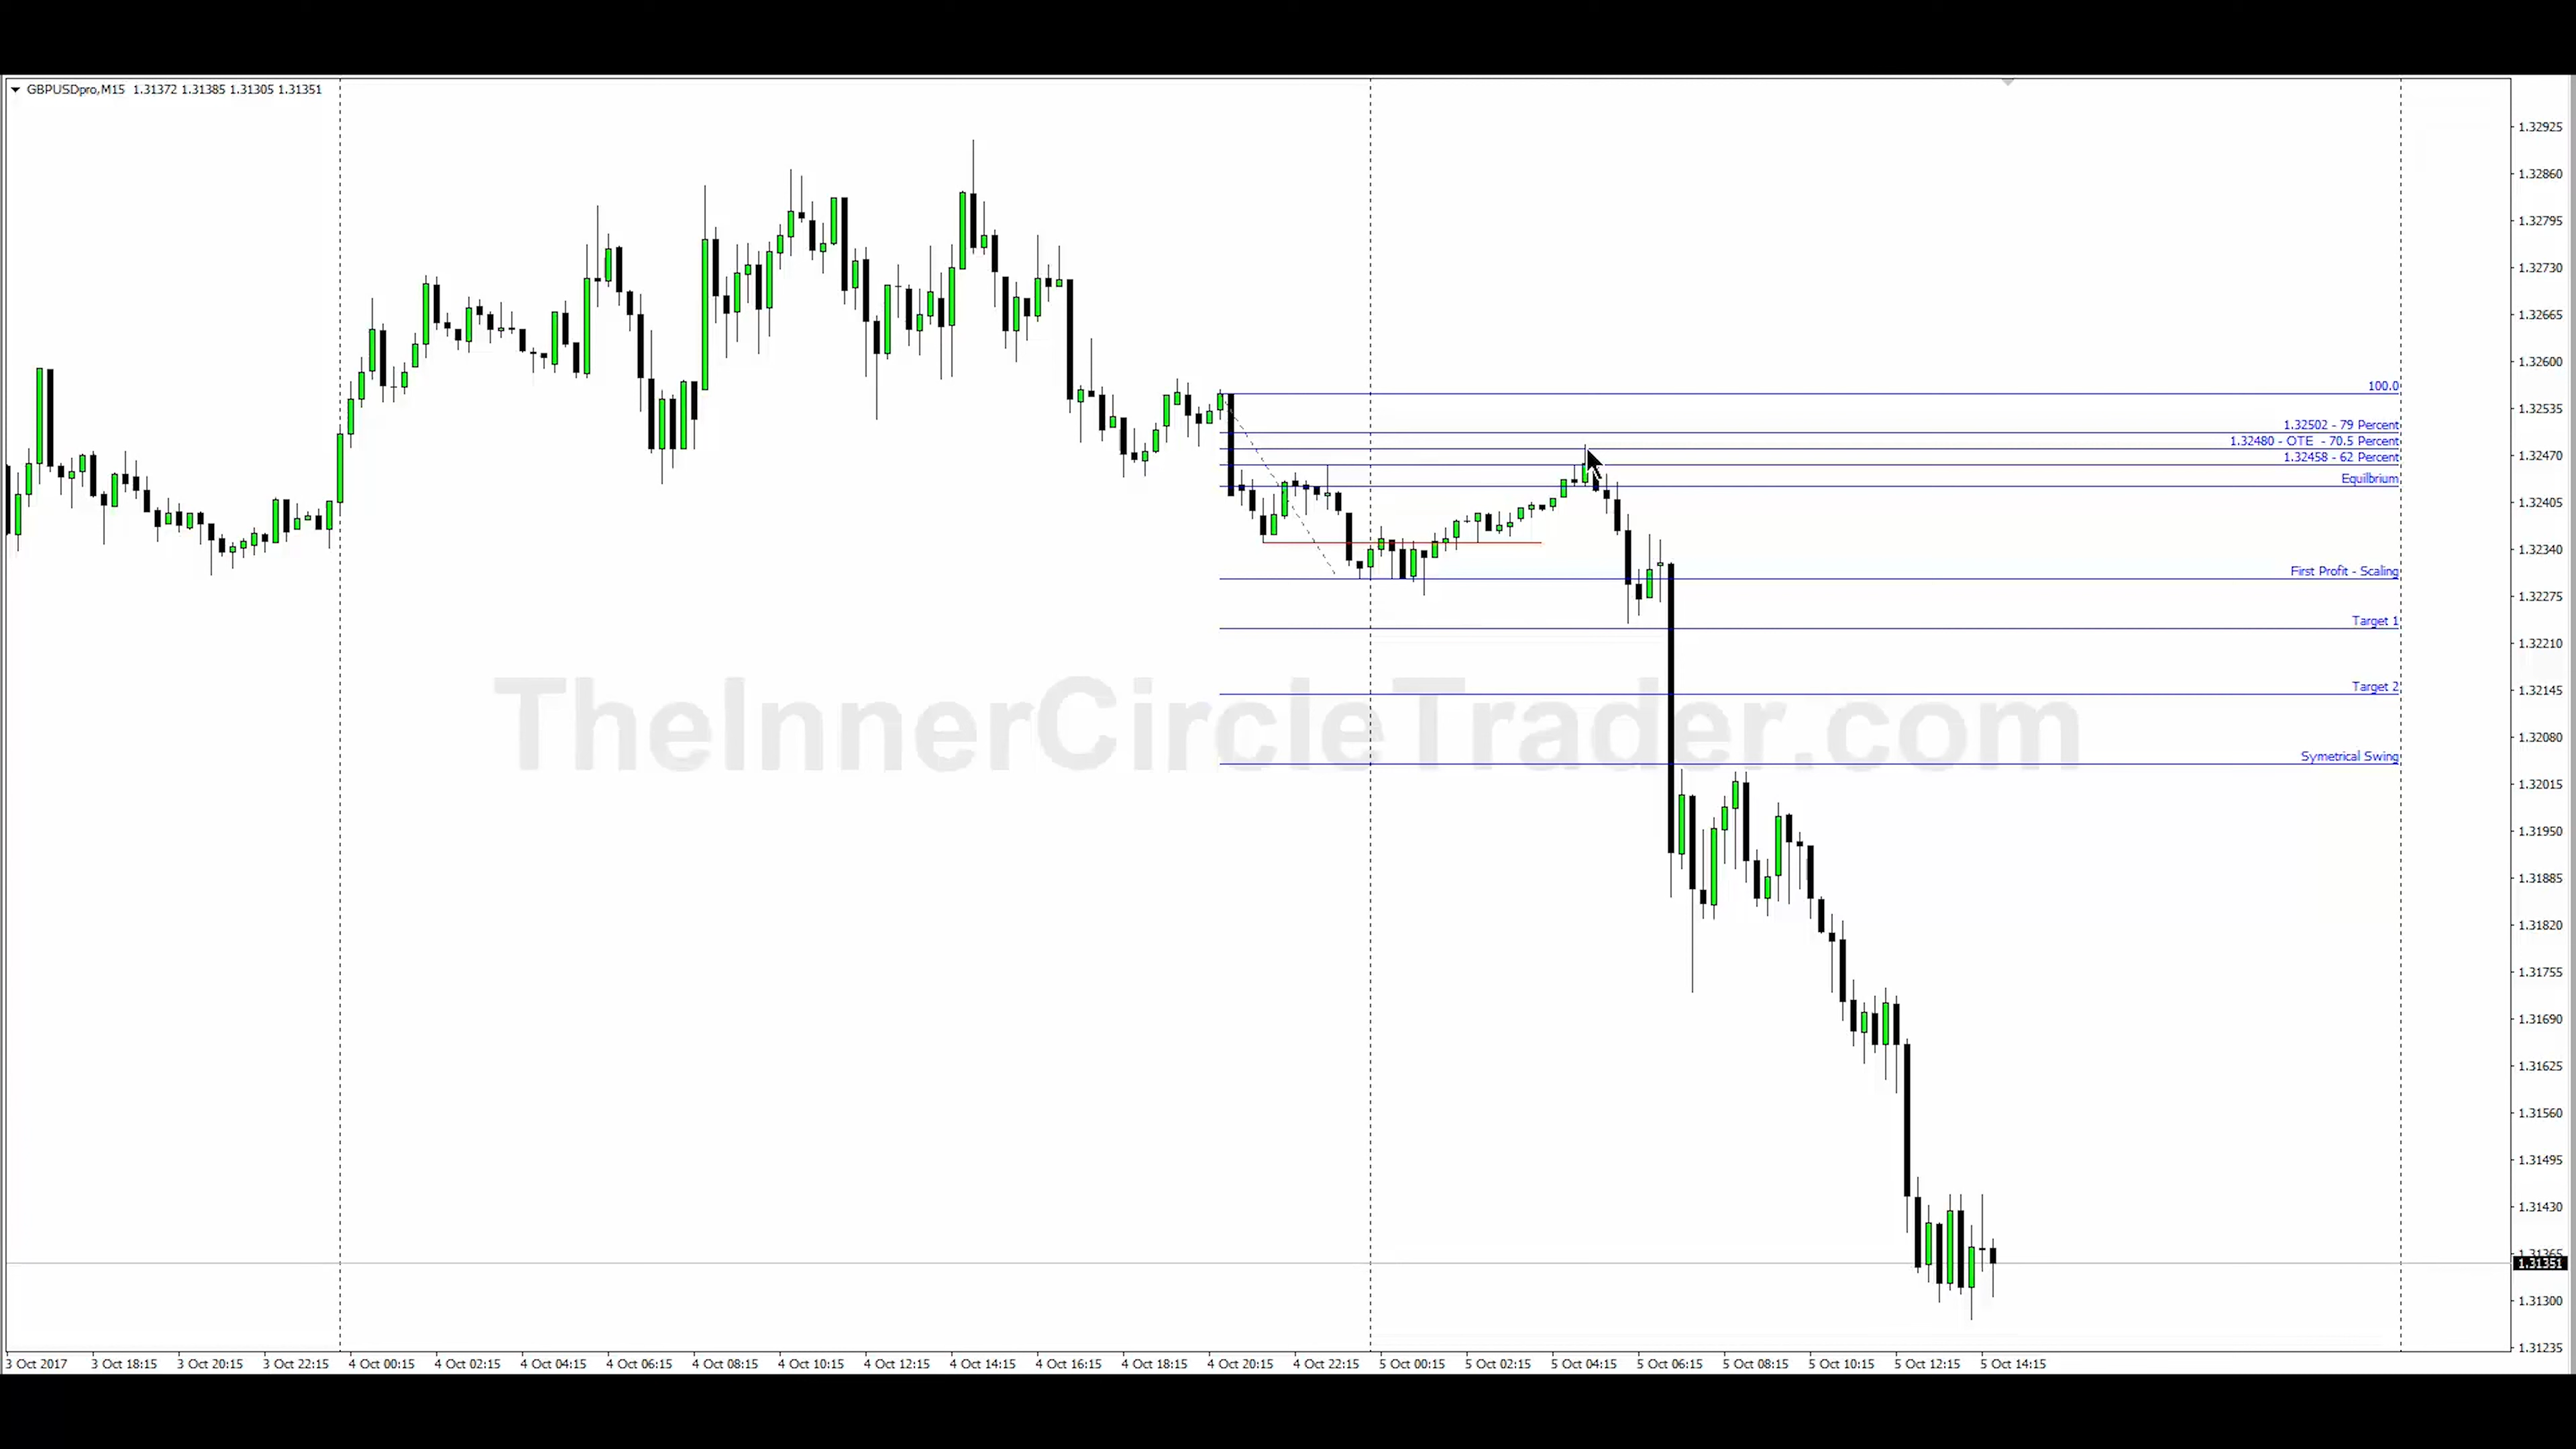 GBPUSDpro,M15 1.31372 1.31385 1.31305 1.31351
1.32925
1.32860
1.32795
1.32730
1.32665
1.32600
100.0
1.32535
1.32502 - 79 Percent
1.32480 - OTE - 70.5 Percent
1.32458 - 62 Percent
1.32470
Equilbrium
1.32405
1.32340
First Profit - Scaling
1.32275
Target 1
1.32210
Target 2
1.32145
TheInnerCircleTrader.com
1.32080
Symetrical Swing
1.32015
1.31950
1.31885
1.31820
1.31755
1.31690
1.31625
1.31560
1.31495
1.31430
1.31365
1.31351
1.31300
1.31235
3 Oct 2017 3 Oct 18:15 3 Oct 20:15 3 Oct 22:15 4 Oct 00:15 4 Oct 02:15 4 Oct 04:15 4 Oct 06:15 4 Oct 08:15 4 Oct 10:15 4 Oct 12:15 4 Oct 14:15 4 Oct 16:15 4 Oct 18:15 4 Oct 20:15 4 Oct 22:15 5 Oct 00:15 5 Oct 02:15 5 Oct 04:15 5 Oct 06:15 5 Oct 08:15 5 Oct 10:15 5 Oct 12:15 5 Oct 14:15